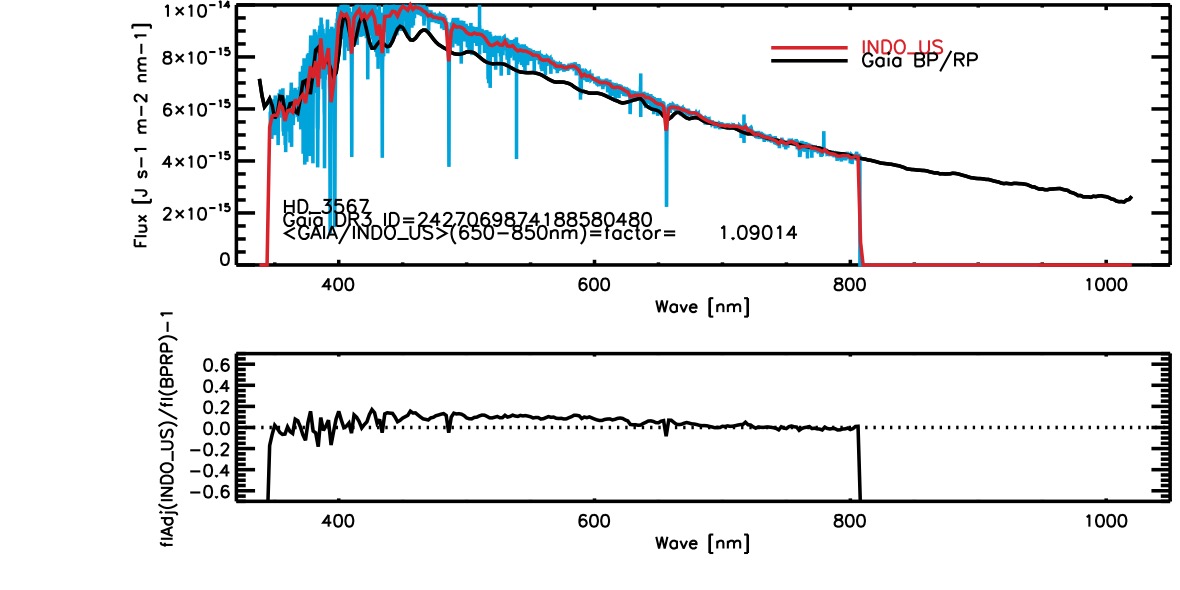 1×10−14
8×10−15
6×10−15
4×10−15
2×10−15
0
Flux [J s−1 m−2 nm−1]
INDO_US
Gaia BP/RP
HD_3567
Gaia DR3 ID=2427069874188580480
<GAIA/INDO_US>(650−850nm)=factor= 1.09014
400 600 800 1000
Wave [nm]
0.6
0.4
0.2
0.0
−0.2
−0.4
−0.6
flAdj(INDO_US)/fl(BPRP)−1
400 600 800 1000
Wave [nm]